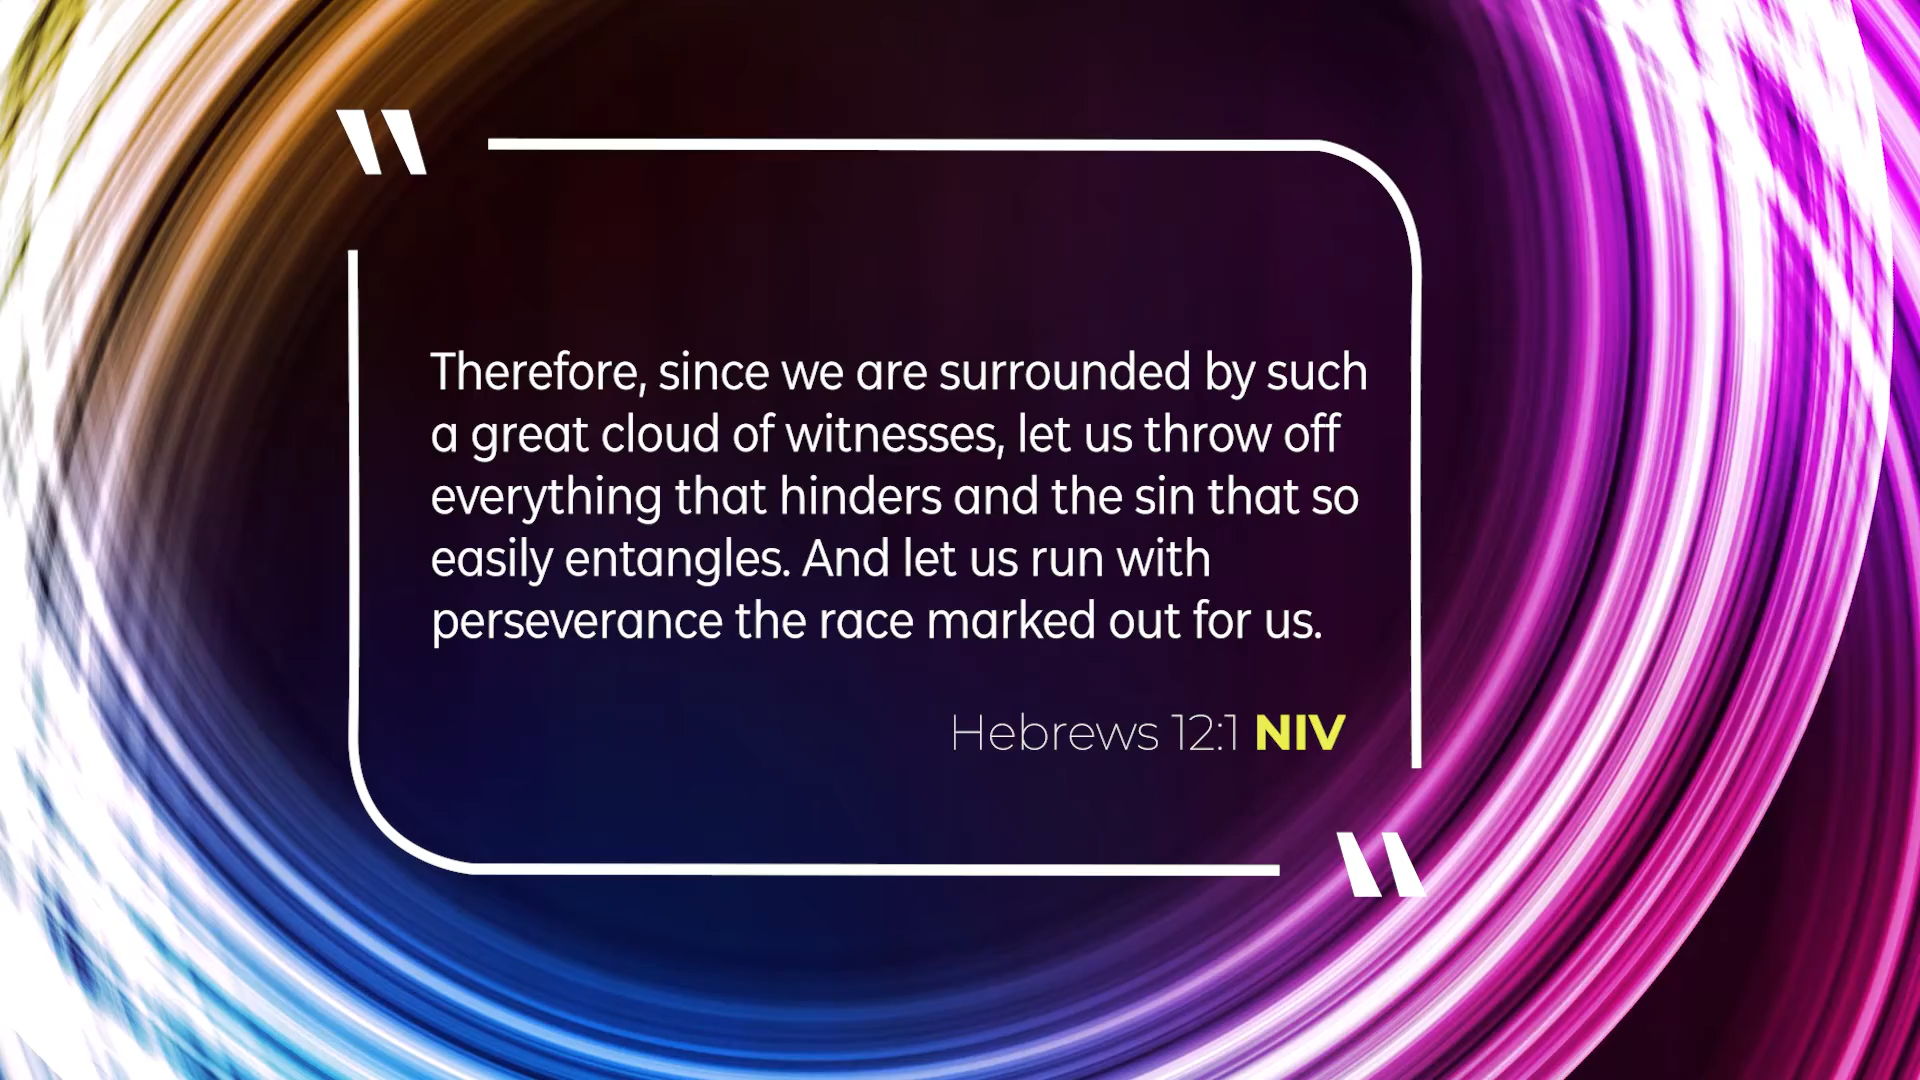 Therefore, since we are surrounded by such
a great cloud of witnesses, let us throw off
everything that hinders and the sin that so
easily entangles. And let us run with
perseverance the race marked out for us.
Hebrews 12:1 NIV